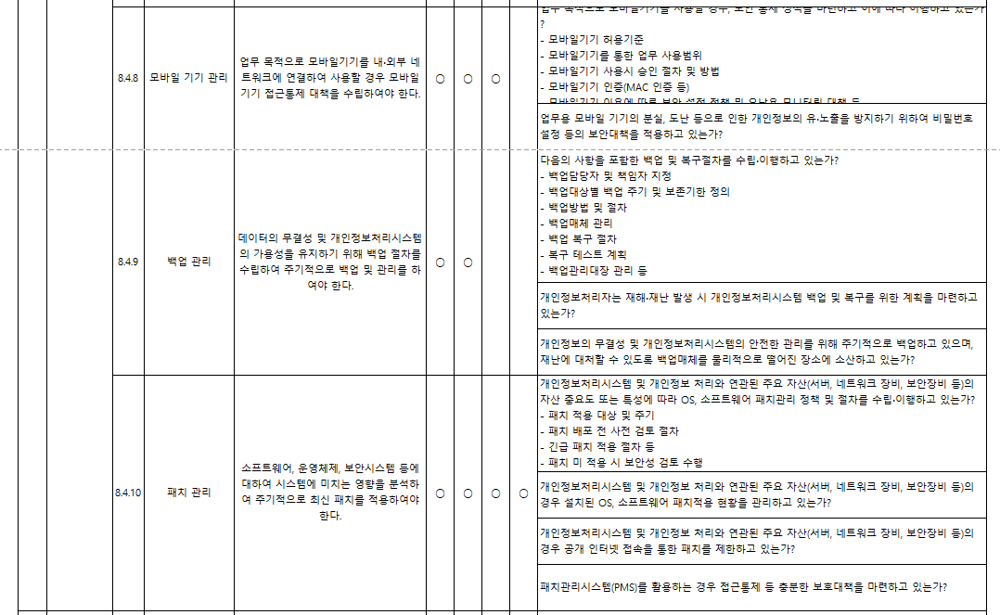 업무 목적으로 모바일기기를 사용할 경우, 보안 통제 정책을 마련하고 이에 따라 이행하고 있는가
?
- 모바일기기 허용기준
- 모바일기기를 통한 업무 사용범위
- 모바일기기 사용시 승인 절차 및 방법
- 모바일기기 인증(MAC 인증 등)
- 모바일기기 이용에 따른 보안 설정 정책 및 오남용 모니터링 대책 등
8.4.8
모바일 기기 관리
업무 목적으로 모바일기기를 내·외부 네
트워크에 연결하여 사용할 경우 모바일
기기 접근통제 대책을 수립하여야 한다.
○ ○ ○
업무용 모바일 기기의 분실, 도난 등으로 인한 개인정보의 유·노출을 방지하기 위하여 비밀번호
설정 등의 보안대책을 적용하고 있는가?
8.4.9
백업 관리
데이터의 무결성 및 개인정보처리시스템
의 가용성을 유지하기 위해 백업 절차를
수립하여 주기적으로 백업 및 관리를 하
여야 한다.
○ ○
다음의 사항을 포함한 백업 및 복구절차를 수립·이행하고 있는가?
- 백업담당자 및 책임자 지정
- 백업대상별 백업 주기 및 보존기한 정의
- 백업방법 및 절차
- 백업매체 관리
- 백업 복구 절차
- 복구 테스트 계획
- 백업관리대장 관리 등
개인정보처리자는 재해·재난 발생 시 개인정보처리시스템 백업 및 복구를 위한 계획을 마련하고
있는가?
개인정보의 무결성 및 개인정보처리시스템의 안전한 관리를 위해 주기적으로 백업하고 있으며,
재난에 대처할 수 있도록 백업매체를 물리적으로 떨어진 장소에 소산하고 있는가?
8.4.10
패치 관리
소프트웨어, 운영체제, 보안시스템 등에
대하여 시스템에 미치는 영향을 분석하
여 주기적으로 최신 패치를 적용하여야
한다.
○ ○ ○ ○
개인정보처리시스템 및 개인정보 처리와 연관된 주요 자산(서버, 네트워크 장비, 보안장비 등)의
자산 중요도 또는 특성에 따라 OS, 소프트웨어 패치관리 정책 및 절차를 수립·이행하고 있는가?
- 패치 적용 대상 및 주기
- 패치 배포 전 사전 검토 절차
- 긴급 패치 적용 절차 등
- 패치 미 적용 시 보안성 검토 수행
개인정보처리시스템 및 개인정보 처리와 연관된 주요 자산(서버, 네트워크 장비, 보안장비 등)의
경우 설치된 OS, 소프트웨어 패치적용 현황을 관리하고 있는가?
개인정보처리시스템 및 개인정보 처리와 연관된 주요 자산(서버, 네트워크 장비, 보안장비 등)의
경우 공개 인터넷 접속을 통한 패치를 제한하고 있는가?
패치관리시스템(PMS)를 활용하는 경우 접근통제 등 충분한 보호대책을 마련하고 있는가?